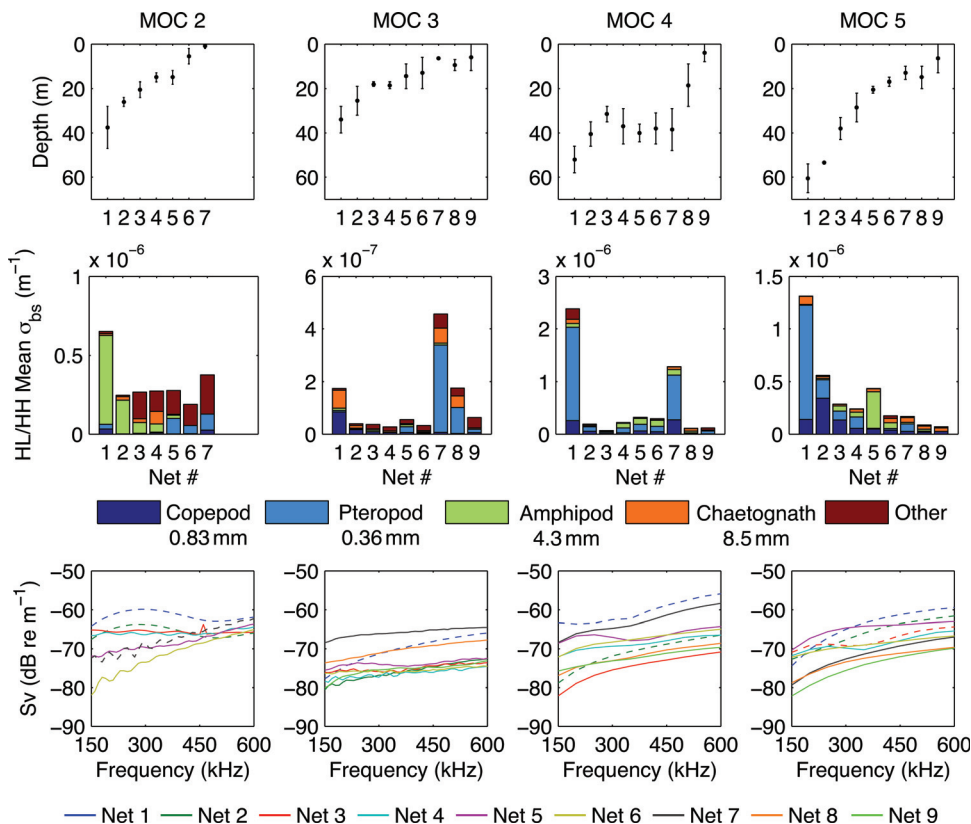 MOC 2 MOC 3 MOC 4 MOC 5
Depth (m)
0 0 0 0
20 20 20 20
40 40 40 40
60 60 60 60
1 2 3 4 5 6 7 1 2 3 4 5 6 7 8 9 1 2 3 4 5 6 7 8 9 1 2 3 4 5 6 7 8 9
HL/HH Mean σbs (m−1)
x 10−6 x 10−7 x 10−6 x 10−6
1 6 3 1.5
4 2 1
0.5 2 1 0.5
0 0 0 0
1 2 3 4 5 6 7 1 2 3 4 5 6 7 8 9 1 2 3 4 5 6 7 8 9 1 2 3 4 5 6 7 8 9
Net # Net # Net # Net #
Copepod Pteropod Amphipod Chaetognath Other
0.83 mm 0.36 mm 4.3 mm 8.5 mm
Sv (dB re m−1)
−50 −50 −50 −50
−60 −60 −60 −60
−70 −70 −70 −70
−80 −80 −80 −80
−90 −90 −90 −90
150 300 450 600 150 300 450 600 150 300 450 600 150 300 450 600
Frequency (kHz) Frequency (kHz) Frequency (kHz) Frequency (kHz)
Net 1 Net 2 Net 3 Net 4 Net 5 Net 6 Net 7 Net 8 Net 9